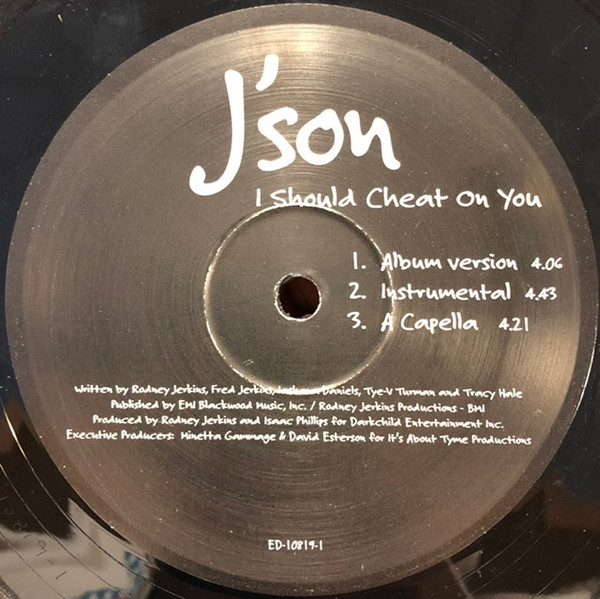 J'son
I Should Cheat On You
1. Album version 4.06
2. Instrumental 4.43
3. A Capella 4.21
Written by Rodney Jerkins, Fred Jerkins, Daniels, Tye-V Turman and Tracy Hale
Published by EMI Blackwood Music, Inc. / Rodney Jerkins Productions - BMI
Produced by Rodney Jerkins and Isaac Phillips for Darkchild Entertainment Inc.
Executive Producers: Minetta Gammage & David Esterson for It's About Tyme Productions
ED-10819-1